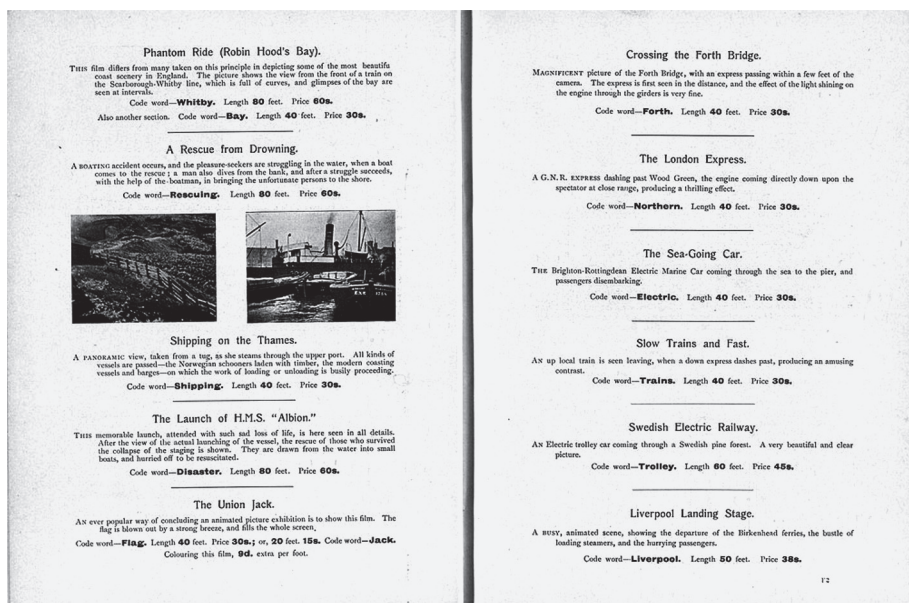 Phantom Ride (Robin Hood's Bay).
THIS film differs from many taken on this principle in depicting some of the most beautifu
coast scenery in England. The picture shows the view from the front of a train on
the Scarborough-Whitby line, which is full of curves, and glimpses of the bay are
seen at intervals.
Code word—Whitby. Length 80 feet. Price 60s.
Also another section. Code word—Bay. Length 40 feet. Price 30s.
A Rescue from Drowning.
A BOATING accident occurs, and the pleasure-seekers are struggling in the water, when a boat
comes to the rescue; a man also dives from the bank, and after a struggle succeeds,
with the help of the boatman, in bringing the unfortunate persons to the shore.
Code word—Rescuing. Length 80 feet. Price 60s.
Shipping on the Thames.
A PANORAMIC view, taken from a tug, as she steams through the upper port. All kinds of
vessels are passed—the Norwegian schooners laden with timber, the modern coasting
vessels and barges—on which the work of loading or unloading is busily proceeding.
Code word—Shipping. Length 40 feet. Price 30s.
The Launch of H.M.S. "Albion."
THIS memorable launch, attended with such sad loss of life, is here seen in all details.
After the view of the actual launching of the vessel, the rescue of those who survived
the collapse of the staging is shown. They are drawn from the water into small
boats, and hurried off to be resuscitated.
Code word—Disaster. Length 80 feet. Price 60s.
The Union Jack.
AN ever popular way of concluding an animated picture exhibition is to show this film. The
flag is blown out by a strong breeze, and fills the whole screen.
Code word—Flag. Length 40 feet. Price 30s.; or, 20 feet. 15s. Code word—Jack.
Colouring this film, 9d. extra per foot.
Crossing the Forth Bridge.
MAGNIFICENT picture of the Forth Bridge, with an express passing within a few feet of the
camera. The express is first seen in the distance, and the effect of the light shining on
the engine through the girders is very fine.
Code word—Forth. Length 40 feet. Price 30s.
The London Express.
A G.N.R. EXPRESS dashing past Wood Green, the engine coming directly down upon the
spectator at close range, producing a thrilling effect.
Code word—Northern. Length 40 feet. Price 30s.
The Sea-Going Car.
THE Brighton-Rottingdean Electric Marine Car coming through the sea to the pier, and
passengers disembarking.
Code word—Electric. Length 40 feet. Price 30s.
Slow Trains and Fast.
AN up local train is seen leaving, when a down express dashes past, producing an amusing
contrast.
Code word—Trains. Length 40 feet. Price 30s.
Swedish Electric Railway.
AN Electric trolley car coming through a Swedish pine forest. A very beautiful and clear
picture.
Code word—Trolley. Length 60 feet. Price 45s.
Liverpool Landing Stage.
A BUSY, animated scene, showing the departure of the Birkenhead ferries, the bustle of
loading steamers, and the hurrying passengers.
Code word—Liverpool. Length 50 feet. Price 38s.